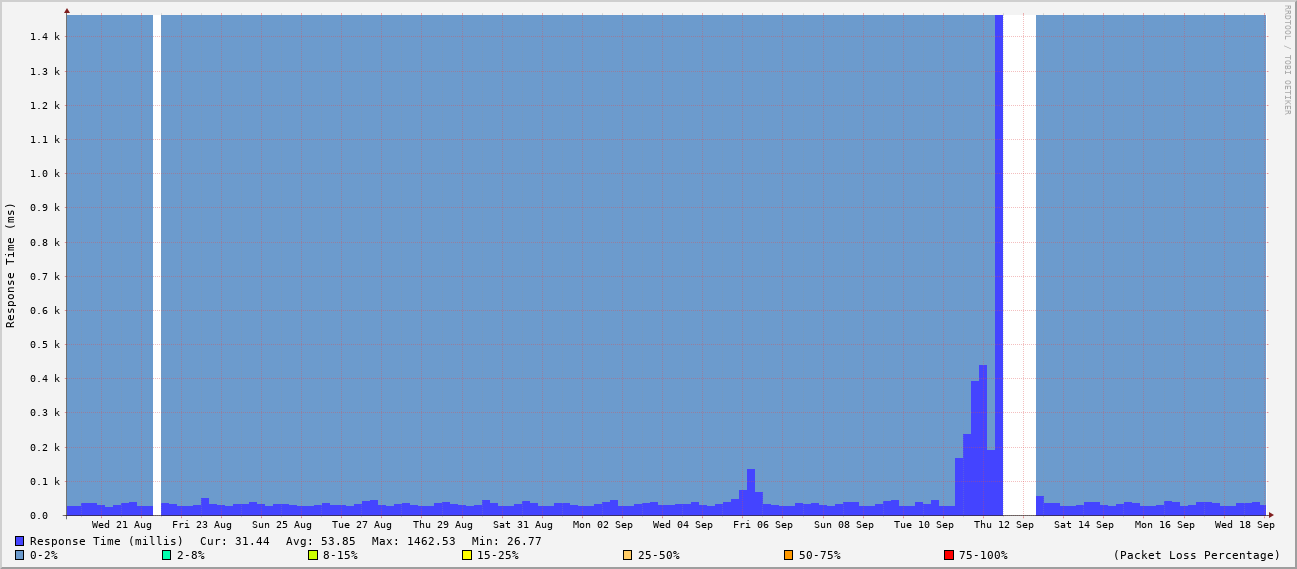 RRDTOOL / TOBI OETIKER
Response Time (ms)
1.4 k
1.3 k
1.2 k
1.1 k
1.0 k
0.9 k
0.8 k
0.7 k
0.6 k
0.5 k
0.4 k
0.3 k
0.2 k
0.1 k
0.0
Wed 21 Aug Fri 23 Aug Sun 25 Aug Tue 27 Aug Thu 29 Aug Sat 31 Aug Mon 02 Sep Wed 04 Sep Fri 06 Sep Sun 08 Sep Tue 10 Sep Thu 12 Sep Sat 14 Sep Mon 16 Sep Wed 18 Sep
Response Time (millis) Cur: 31.44 Avg: 53.85 Max: 1462.53 Min: 26.77
0-2% 2-8% 8-15% 15-25% 25-50% 50-75% 75-100% (Packet Loss Percentage)